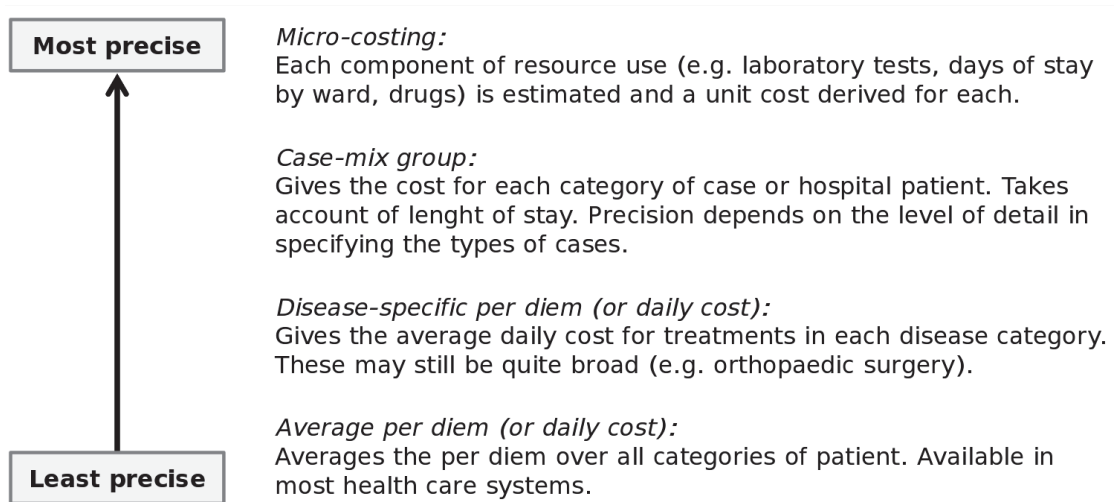 Most precise
Micro-costing:
Each component of resource use (e.g. laboratory tests, days of stay
by ward, drugs) is estimated and a unit cost derived for each.
Case-mix group:
Gives the cost for each category of case or hospital patient. Takes
account of lenght of stay. Precision depends on the level of detail in
specifying the types of cases.
Disease-specific per diem (or daily cost):
Gives the average daily cost for treatments in each disease category.
These may still be quite broad (e.g. orthopaedic surgery).
Average per diem (or daily cost):
Averages the per diem over all categories of patient. Available in
most health care systems.
Least precise